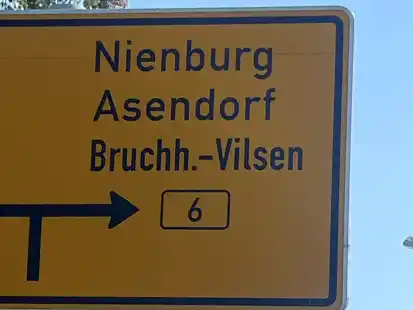 Nienburg
Asendorf
Bruchh.-Vilsen
6